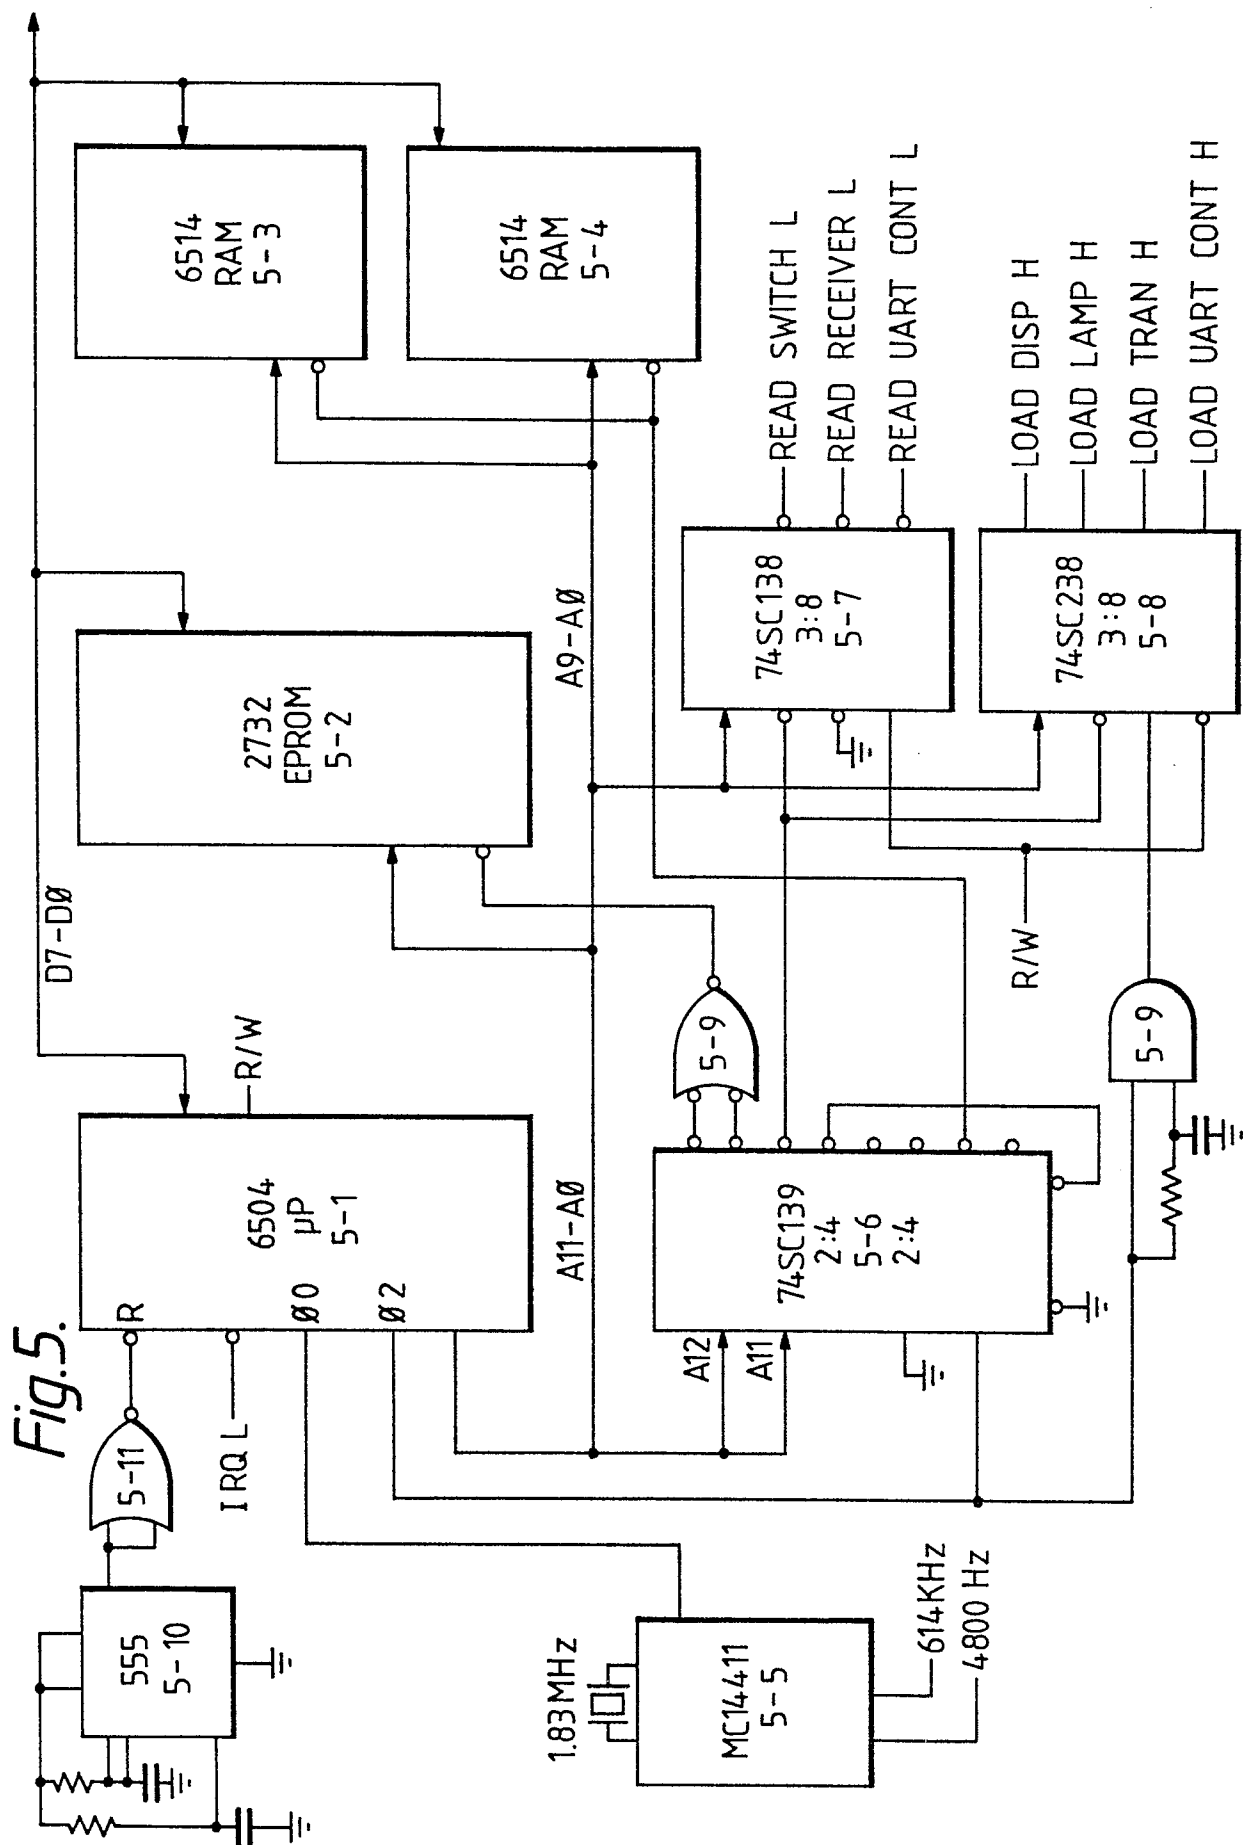 Fig.5.
555
5-10
5-11
R
IRQ L
6504
µP
5-1
Ø0
Ø2
R/W
D7-DØ
2732
EPROM
5-2
6514
RAM
5-3
6514
RAM
5-4
A11-AØ
A9-AØ
1.83MHz
MC14411
5-5
614KHz
4800 Hz
A12
A11
74SC139
2:4
5-6
2:4
5-9
R/W
5-9
74SC138
3:8
5-7
READ SWITCH L
READ RECEIVER L
READ UART CONT L
74SC238
3:8
5-8
LOAD DISP H
LOAD LAMP H
LOAD TRAN H
LOAD UART CONT H